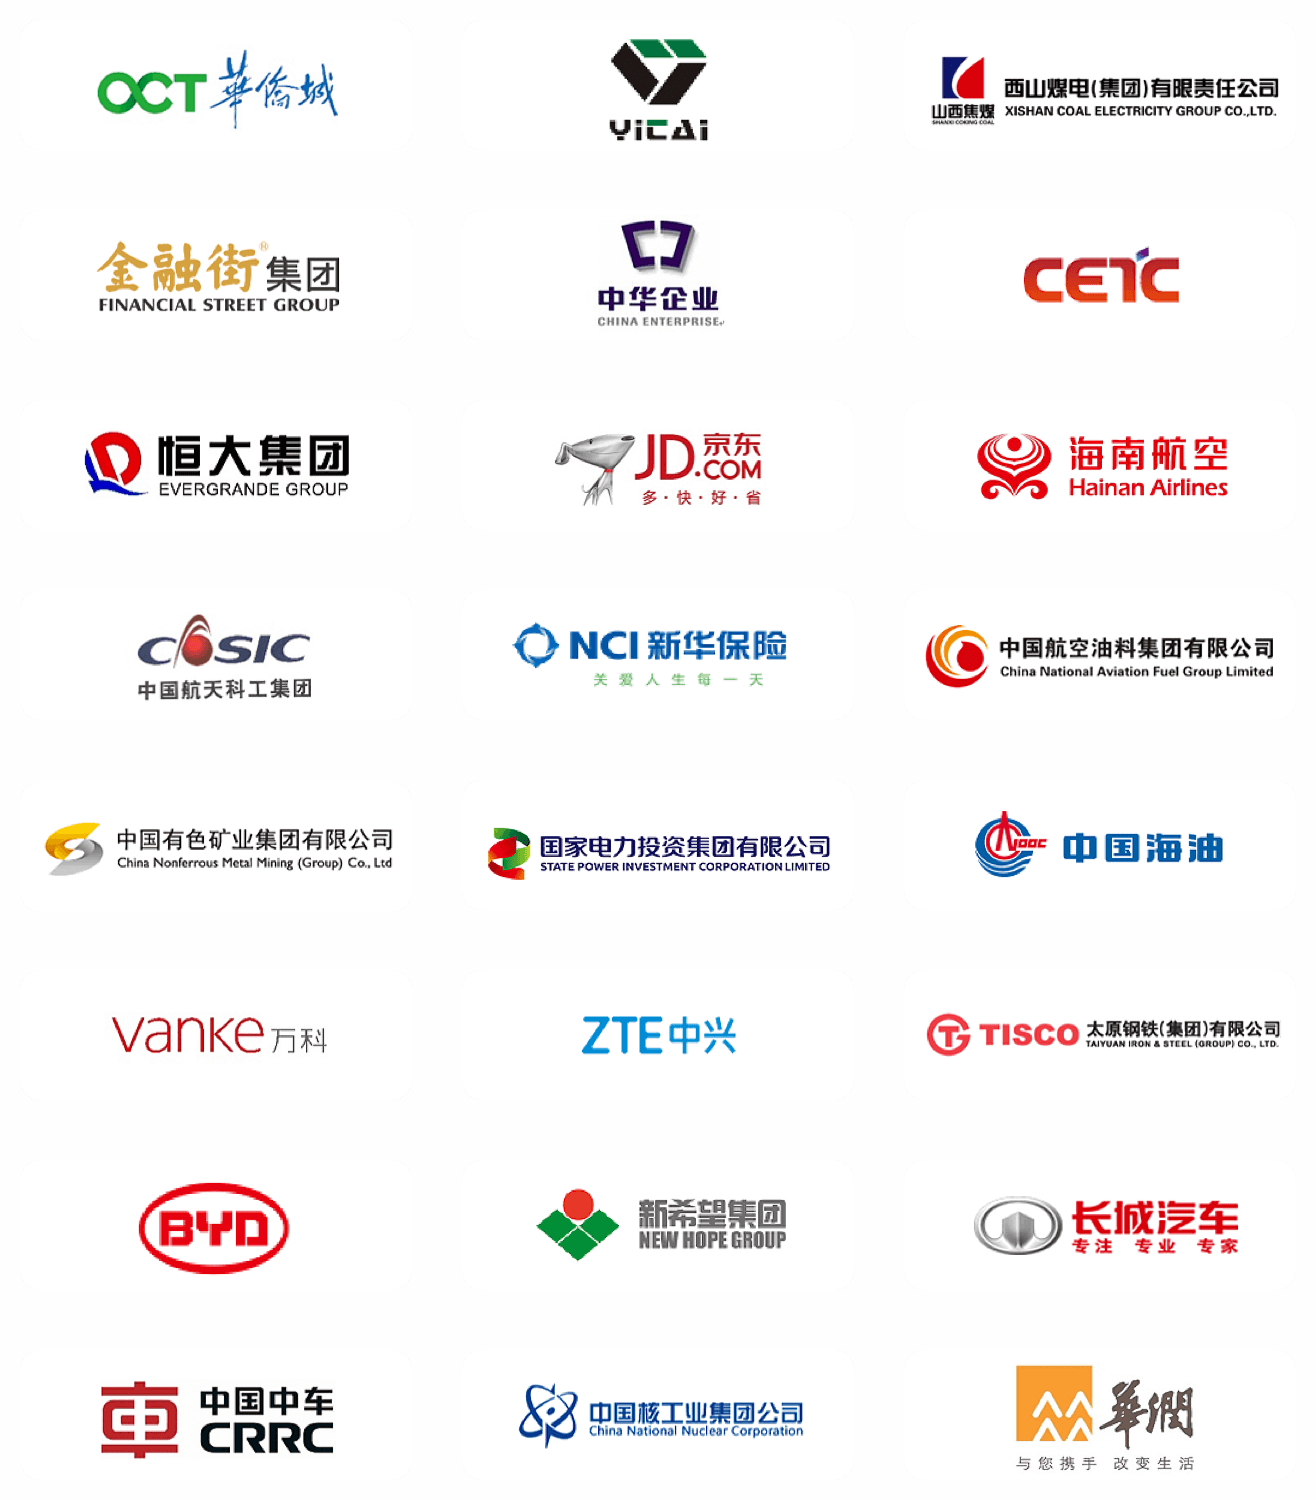 OCT 華僑城
YiTAi
山西焦煤
SHANXI COKING COAL
西山煤电(集团)有限责任公司
XISHAN COAL ELECTRICITY GROUP CO.,LTD.
金融街®集团
FINANCIAL STREET GROUP
中华企业
CHINA ENTERPRISE
CETC
恒大集团
EVERGRANDE GROUP
JD.COM 京东
多·快·好·省
海南航空
Hainan Airlines
CASIC
中国航天科工集团
NCI 新华保险
关爱人生每一天
中国航空油料集团有限公司
China National Aviation Fuel Group Limited
中国有色矿业集团有限公司
China Nonferrous Metal Mining (Group) Co., Ltd
国家电力投资集团有限公司
STATE POWER INVESTMENT CORPORATION LIMITED
CNOOC 中国海油
vanke 万科
ZTE中兴
TISCO 太原钢铁(集团)有限公司
TAIYUAN IRON & STEEL (GROUP) CO., LTD.
BYD
新希望集团
NEW HOPE GROUP
长城汽车
专注 专业 专家
中国中车
CRRC
中国核工业集团公司
China National Nuclear Corporation
華潤
与您携手 改变生活